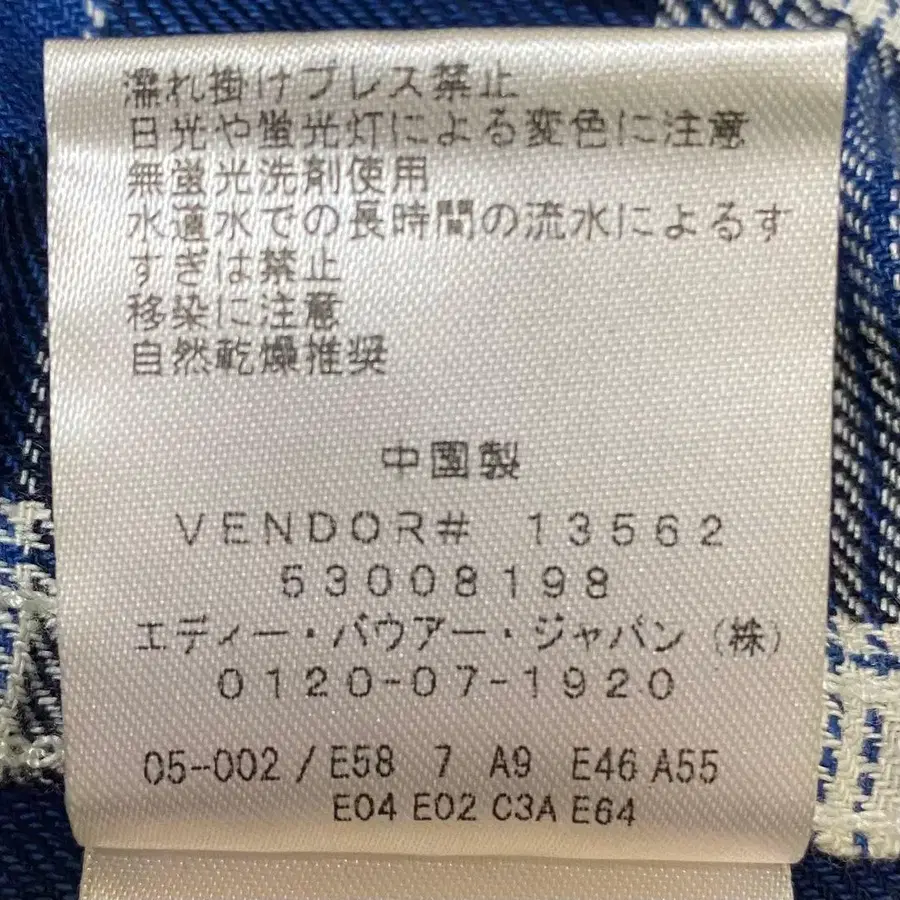 濡れ掛けプレス禁止
日光や蛍光灯による変色に注意
無蛍光洗剤使用
水道水での長時間の流水によるす
すぎは禁止
移染に注意
自然乾燥推奨
中國製
VENDOR# 13562
53008198
エディー・バウアー・ジャパン(株)
0120-07-1920
05--002 / E58 7 A9 E46 A55
E04 E02 C3A E64